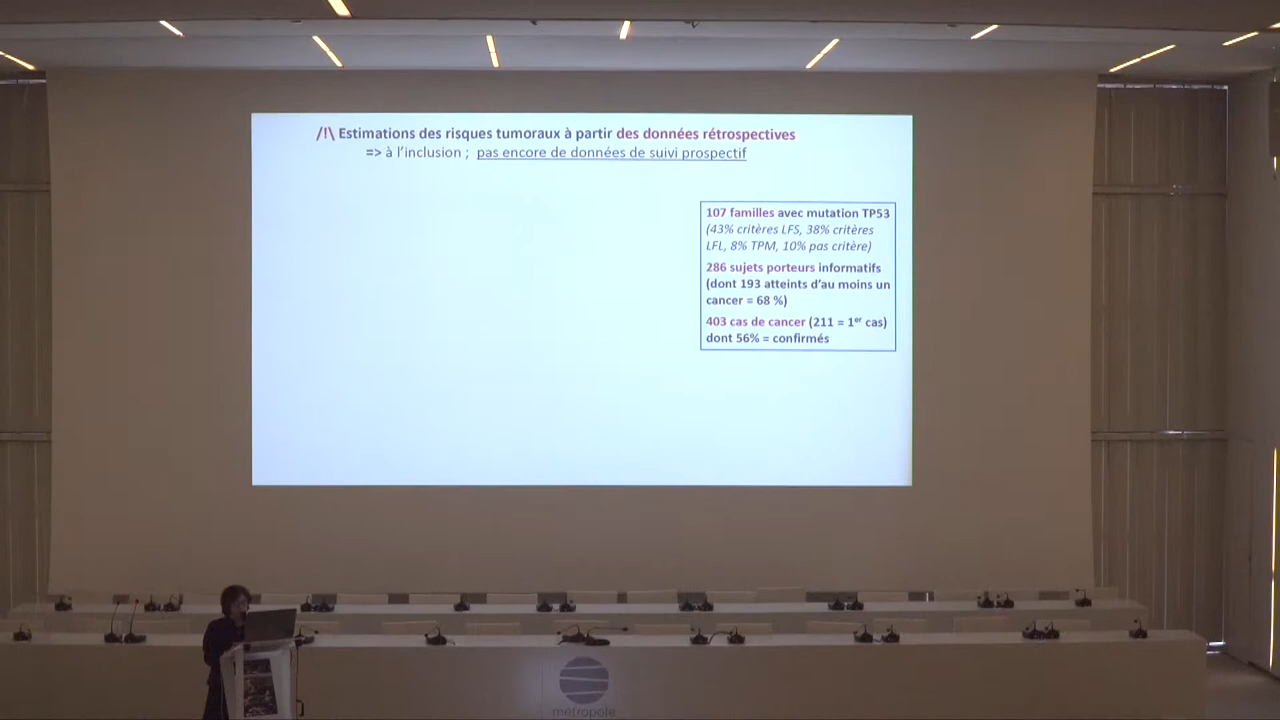 /!\ Estimations des risques tumoraux à partir des données rétrospectives
=> à l’inclusion ; pas encore de données de suivi prospectif
107 familles avec mutation TP53
(43% critères LFS, 38% critères
LFL, 8% TPM, 10% pas critère)
286 sujets porteurs informatifs
(dont 193 atteints d’au moins un
cancer = 68 %)
403 cas de cancer (211 = 1er cas)
dont 56% = confirmés
métropole